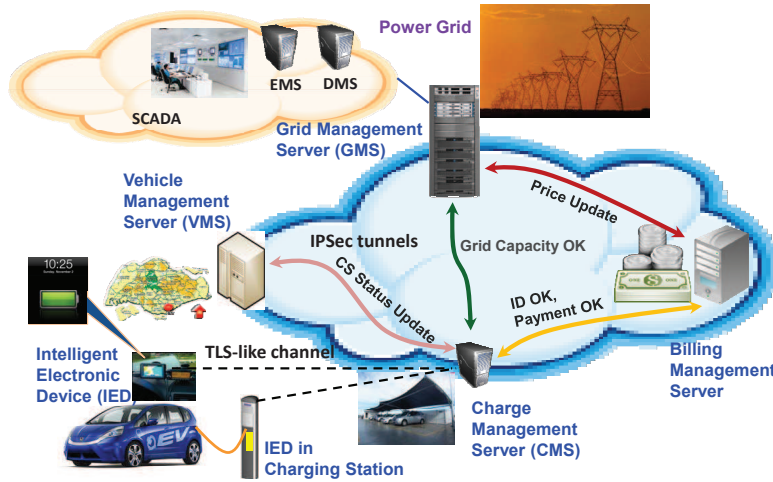 Power Grid
EMS
DMS
SCADA
Grid Management
Server (GMS)
Vehicle
Management
Server (VMS)
IPSec tunnels
Price Update
Grid Capacity OK
CS Status Update
ID OK,
Payment OK
10:25
Intelligent
Electronic
Device (IED)
TLS-like channel
Billing
Management
Server
EV
IED in
Charging Station
Charge
Management
Server (CMS)